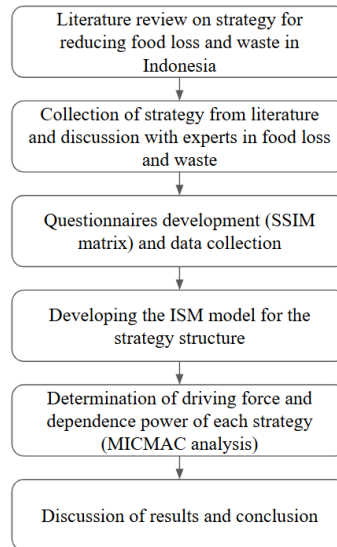 Literature review on strategy for
reducing food loss and waste in
Indonesia
Collection of strategy from literature
and discussion with experts in food loss
and waste
Questionnaires development (SSIM
matrix) and data collection
Developing the ISM model for the
strategy structure
Determination of driving force and
dependence power of each strategy
(MICMAC analysis)
Discussion of results and conclusion